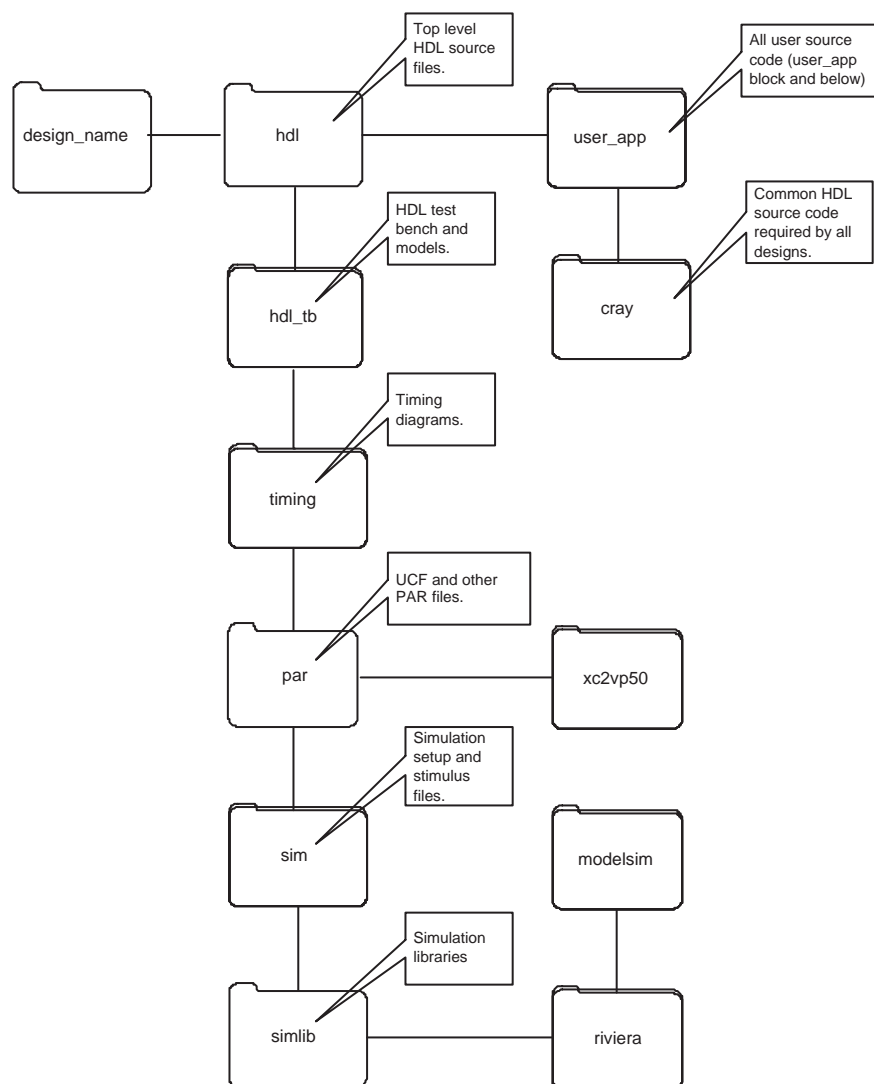 Top level
HDL source
files.
All user source
code (user_app
block and below)
design_name
hdl
user_app
HDL test
bench and
models.
Common HDL
source code
required by all
designs.
hdl_tb
cray
Timing
diagrams.
timing
UCF and other
PAR files.
par
xc2vp50
Simulation
setup and
stimulus
files.
sim
modelsim
Simulation
libraries
simlib
riviera